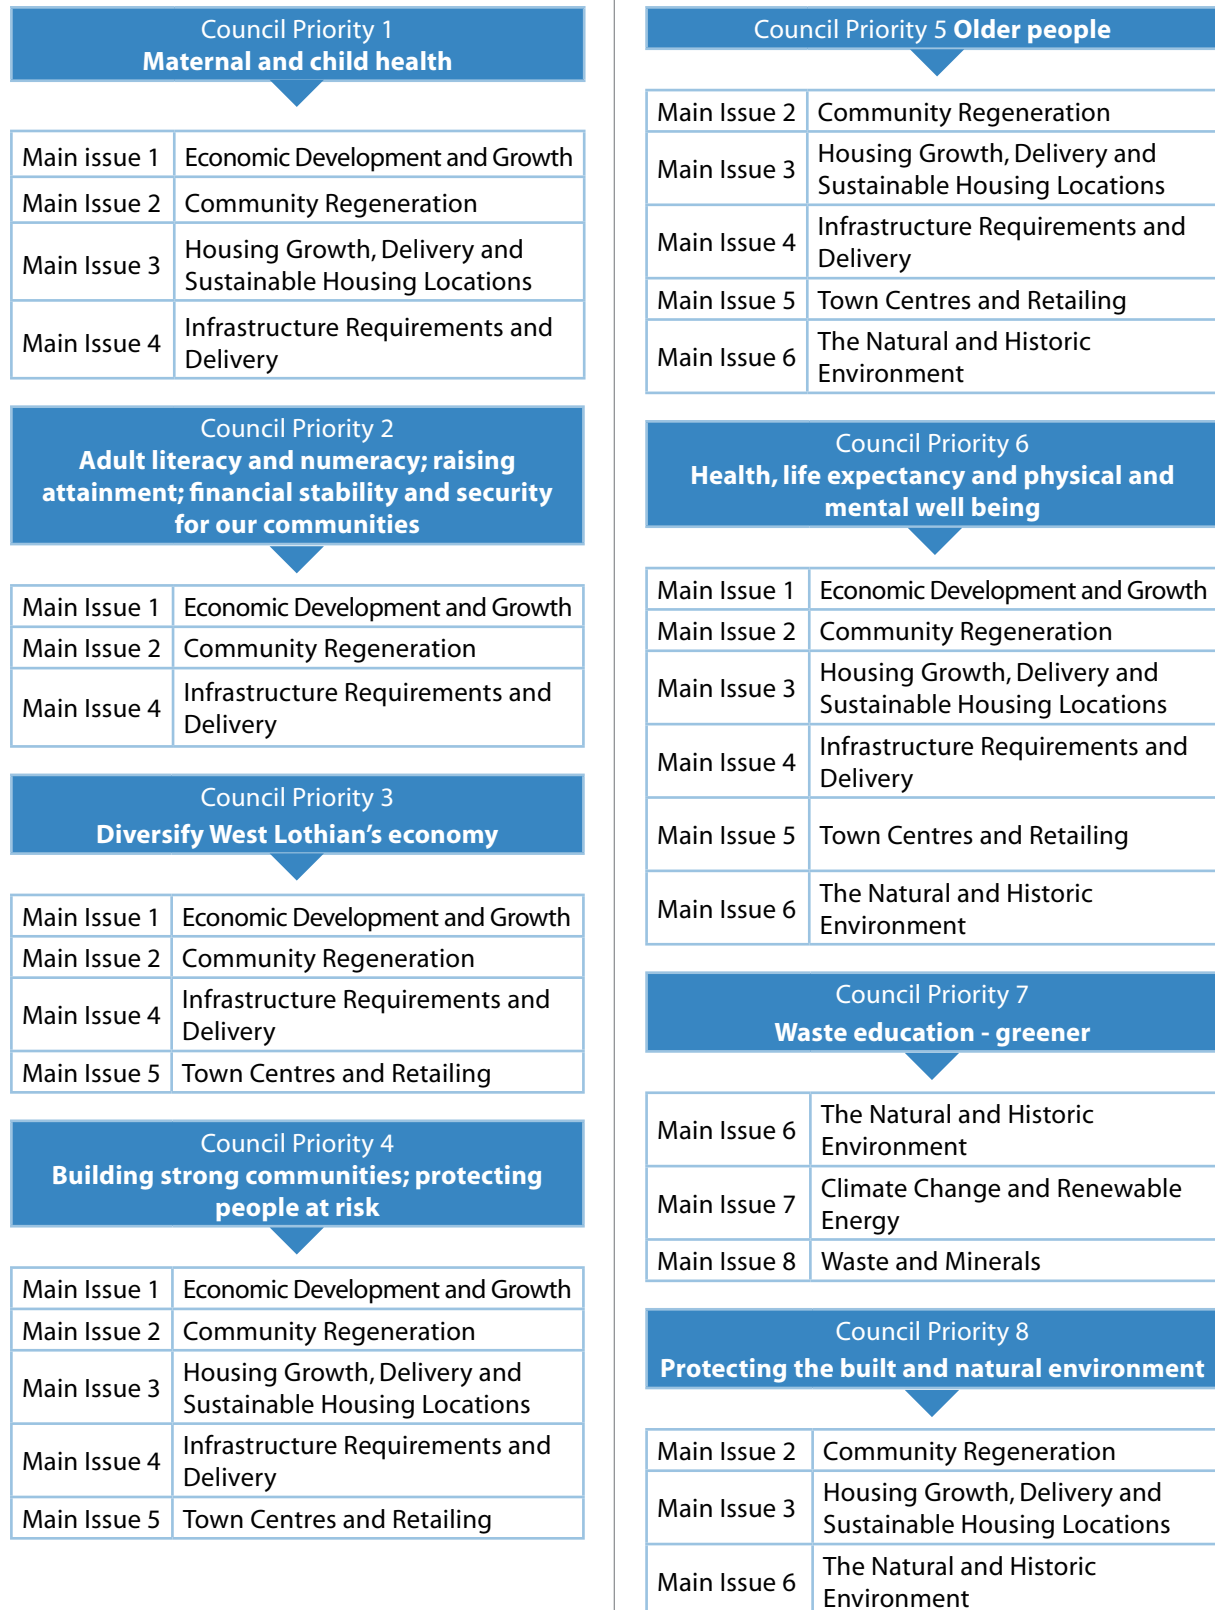 Council Priority 1
Maternal and child health
Main issue 1 Economic Development and Growth
Main Issue 2 Community Regeneration
Main Issue 3 Housing Growth, Delivery and
Sustainable Housing Locations
Main Issue 4 Infrastructure Requirements and
Delivery
Council Priority 2
Adult literacy and numeracy; raising
attainment; financial stability and security
for our communities
Main Issue 1 Economic Development and Growth
Main Issue 2 Community Regeneration
Main Issue 4 Infrastructure Requirements and
Delivery
Council Priority 3
Diversify West Lothian's economy
Main Issue 1 Economic Development and Growth
Main Issue 2 Community Regeneration
Main Issue 4 Infrastructure Requirements and
Delivery
Main Issue 5 Town Centres and Retailing
Council Priority 4
Building strong communities; protecting
people at risk
Main Issue 1 Economic Development and Growth
Main Issue 2 Community Regeneration
Main Issue 3 Housing Growth, Delivery and
Sustainable Housing Locations
Main Issue 4 Infrastructure Requirements and
Delivery
Main Issue 5 Town Centres and Retailing
Council Priority 5 Older people
Main Issue 2 Community Regeneration
Main Issue 3 Housing Growth, Delivery and
Sustainable Housing Locations
Main Issue 4 Infrastructure Requirements and
Delivery
Main Issue 5 Town Centres and Retailing
Main Issue 6 The Natural and Historic
Environment
Council Priority 6
Health, life expectancy and physical and
mental well being
Main Issue 1 Economic Development and Growth
Main Issue 2 Community Regeneration
Main Issue 3 Housing Growth, Delivery and
Sustainable Housing Locations
Main Issue 4 Infrastructure Requirements and
Delivery
Main Issue 5 Town Centres and Retailing
Main Issue 6 The Natural and Historic
Environment
Council Priority 7
Waste education - greener
Main Issue 6 The Natural and Historic
Environment
Main Issue 7 Climate Change and Renewable
Energy
Main Issue 8 Waste and Minerals
Council Priority 8
Protecting the built and natural environment
Main Issue 2 Community Regeneration
Main Issue 3 Housing Growth, Delivery and
Sustainable Housing Locations
Main Issue 6 The Natural and Historic
Environment